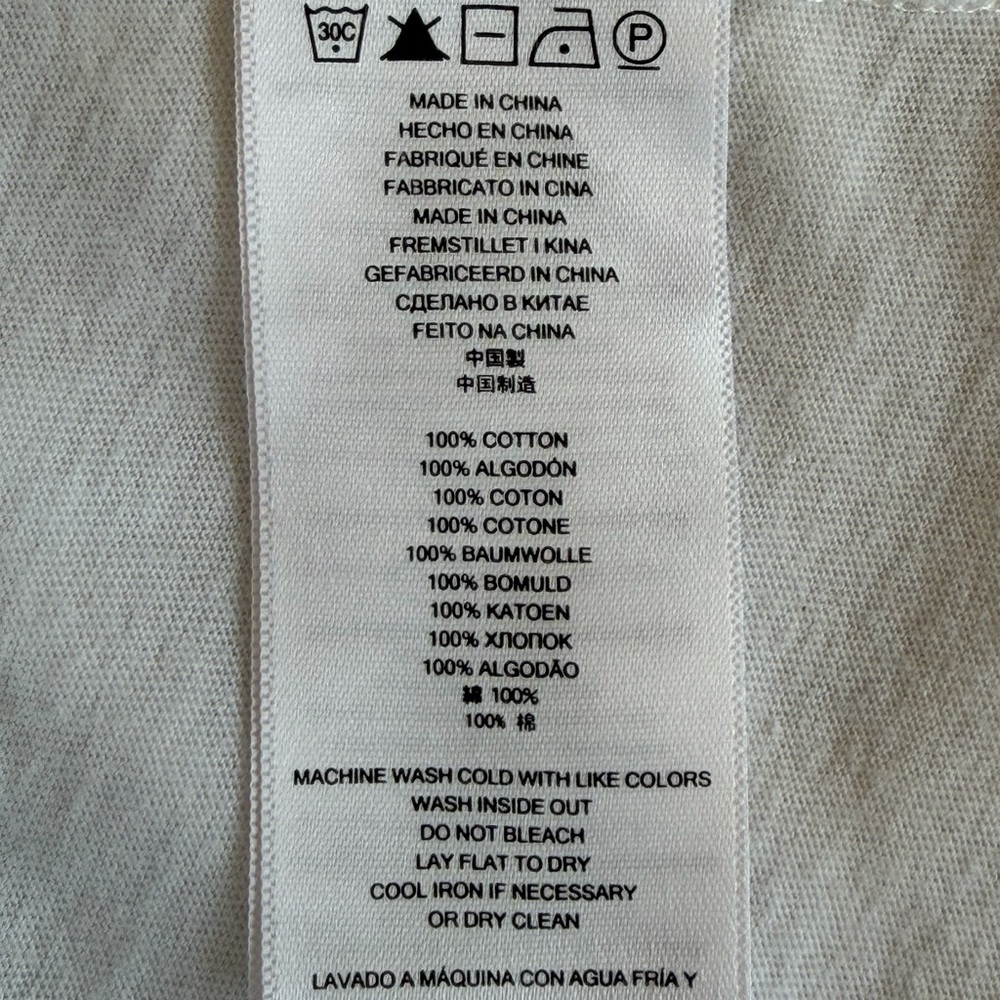 30C P
MADE IN CHINA
HECHO EN CHINA
FABRIQUÉ EN CHINE
FABBRICATO IN CINA
MADE IN CHINA
FREMSTILLET I KINA
GEFABRICEERD IN CHINA
СДЕЛАНО В КИТАЕ
FEITO NA CHINA
中国製
中国制造
100% COTTON
100% ALGODÓN
100% COTON
100% COTONE
100% BAUMWOLLE
100% BOMULD
100% KATOEN
100% ХЛОПОК
100% ALGODÃO
綿 100%
100% 棉
MACHINE WASH COLD WITH LIKE COLORS
WASH INSIDE OUT
DO NOT BLEACH
LAY FLAT TO DRY
COOL IRON IF NECESSARY
OR DRY CLEAN
LAVADO A MÁQUINA CON AGUA FRÍA Y